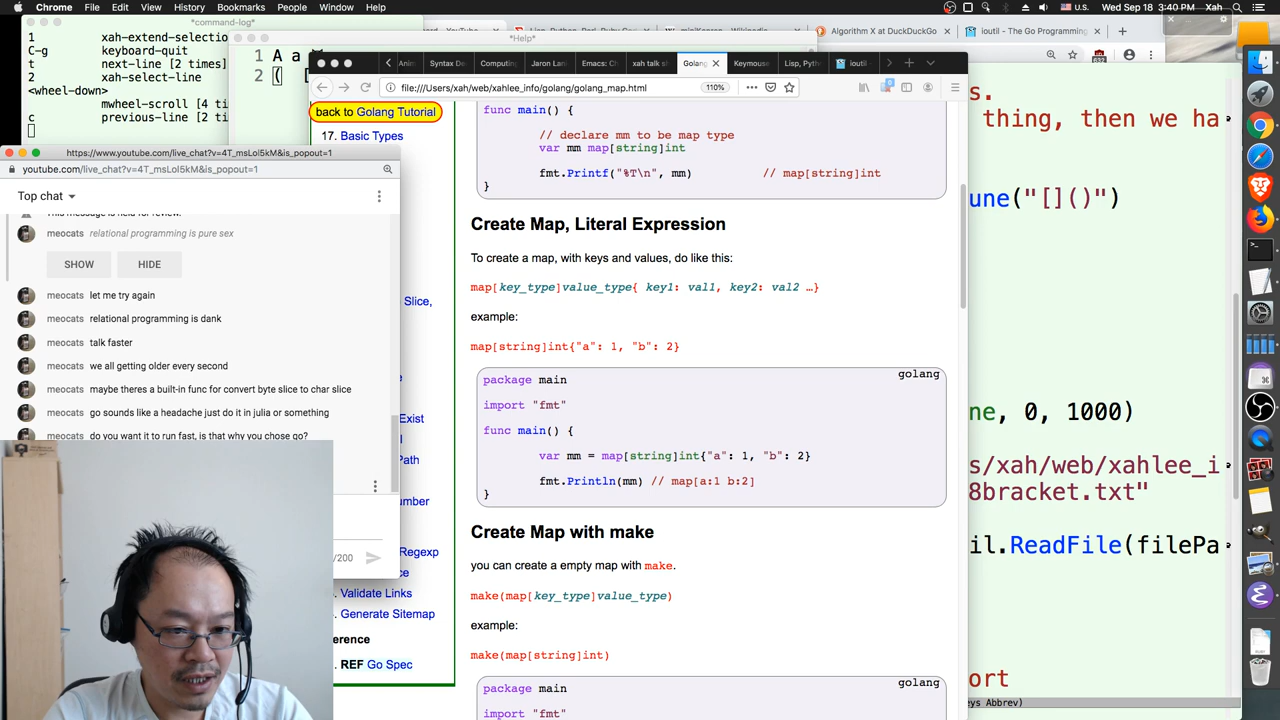 Chrome File Edit View History Bookmarks People Window Help
U.S. Wed Sep 18 3:40 PM Xah
*command-log*
1 xah-extend-selectio
C-g keyboard-quit
t next-line [2 times]
2 xah-select-line
<wheel-down>
mwheel-scroll [4 t
c previous-line [2 ti
*Help*
1 A a
2 (
Algorithm X at DuckDuckGo
ioutil - The Go Programming
Anim
Syntax De
Computing
Jaron Lani
Emacs: Ch
xah talk sh
Golang
Keymouse
Lisp, Pyth
ioutil
file:///Users/xah/web/xahlee_info/golang/golang_map.html
110%
back to Golang Tutorial
17. Basic Types
Slice,
Exist
Path
umber
Regexp
ce
Validate Links
Generate Sitemap
erence
REF Go Spec
func main() {
// declare mm to be map type
var mm map[string]int
fmt.Printf("%T\n", mm) // map[string]int
}
Create Map, Literal Expression
To create a map, with keys and values, do like this:
map[key_type]value_type{ key1: val1, key2: val2 …}
example:
map[string]int{"a": 1, "b": 2}
golang
package main
import "fmt"
func main() {
var mm = map[string]int{"a": 1, "b": 2}
fmt.Println(mm) // map[a:1 b:2]
}
Create Map with make
you can create a empty map with make.
make(map[key_type]value_type)
example:
make(map[string]int)
golang
package main
import "fmt"
https://www.youtube.com/live_chat?v=4T_msLol5kM&is_popout=1
youtube.com/live_chat?v=4T_msLol5kM&is_popout=1
Top chat
This message is held for review.
meocats relational programming is pure sex
SHOW HIDE
meocats let me try again
meocats relational programming is dank
meocats talk faster
meocats we all getting older every second
meocats maybe theres a built-in func for convert byte slice to char slice
meocats go sounds like a headache just do it in julia or something
meocats do you want it to run fast, is that why you chose go?
/200
s.
thing, then we ha
une("[]()")
ne, 0, 1000)
s/xah/web/xahlee_i
8bracket.txt"
il.ReadFile(filePa
ort
eys Abbrev)